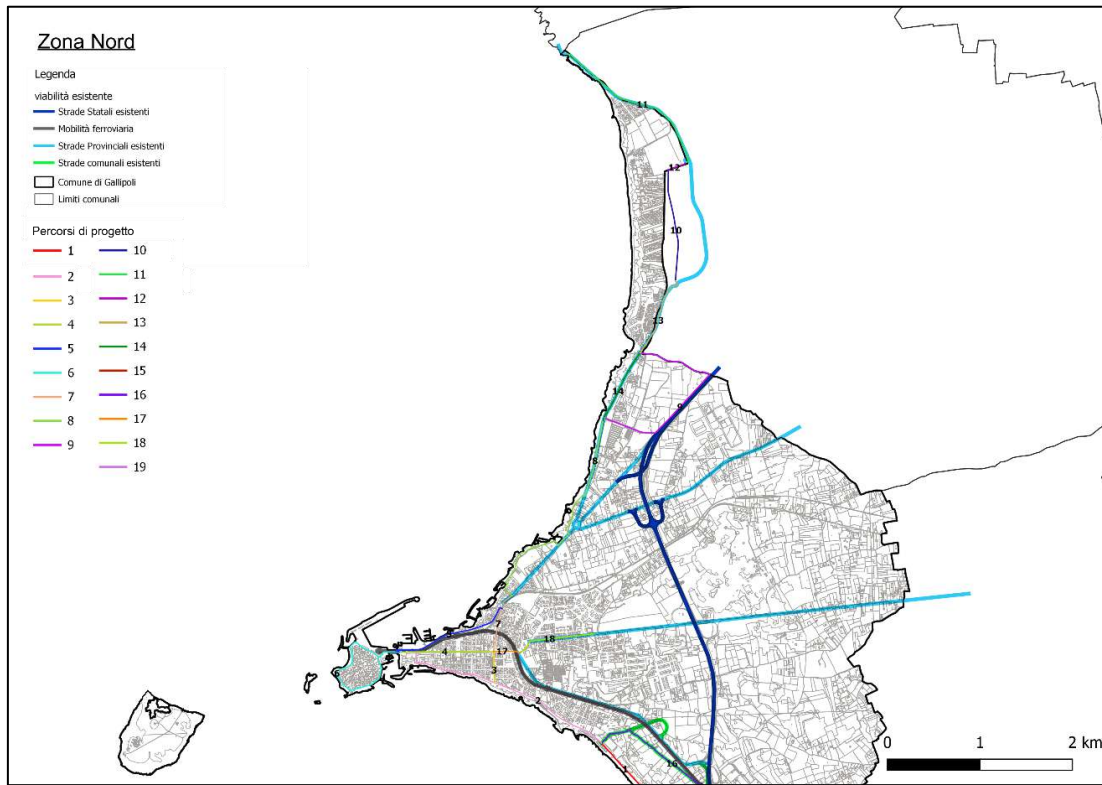 Zona Nord
Legenda
viabilità esistente
Strade Statali esistenti
Mobilità ferroviaria
Strade Provinciali esistenti
Strade comunali esistenti
Comune di Gallipoli
Limiti comunali
Percorsi di progetto
1 10
2 11
3 12
4 13
5 14
6 15
7 16
8 17
9 18
19
11
12
10
13
14
9
8
6
5
7
4
17
18
3
2
16
1
0 1 2 km